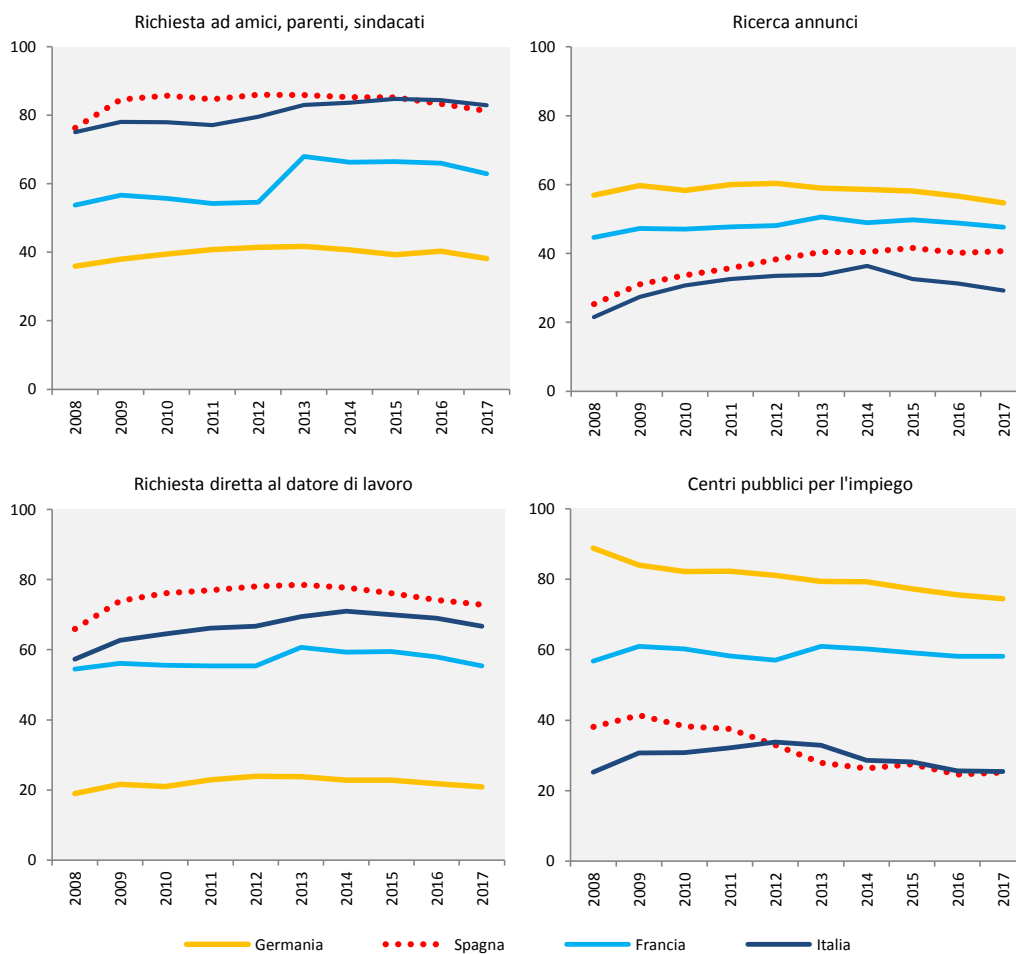 Richiesta ad amici, parenti, sindacati
100
80
60
40
20
0
2008 2009 2010 2011 2012 2013 2014 2015 2016 2017
Ricerca annunci
100
80
60
40
20
0
2008 2009 2010 2011 2012 2013 2014 2015 2016 2017
Richiesta diretta al datore di lavoro
100
80
60
40
20
0
2008 2009 2010 2011 2012 2013 2014 2015 2016 2017
Centri pubblici per l'impiego
100
80
60
40
20
0
2008 2009 2010 2011 2012 2013 2014 2015 2016 2017
Germania Spagna Francia Italia